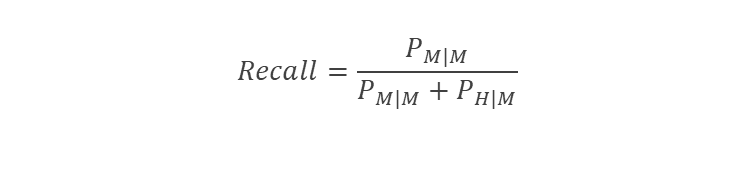 Recall = P_{M|M} / (P_{M|M} + P_{H|M})